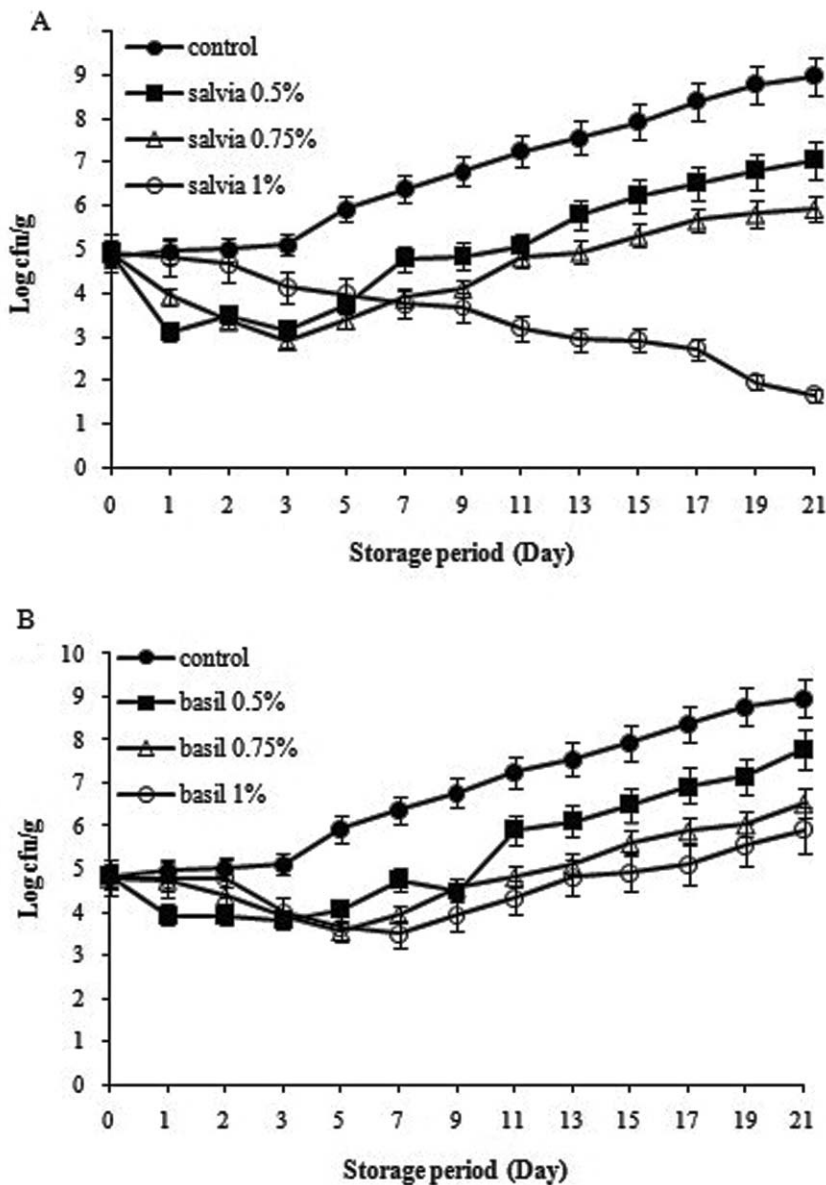 A
control
salvia 0.5%
salvia 0.75%
salvia 1%
9
8
7
6
5
4
3
2
1
0
Log cfu/g
0 1 2 3 5 7 9 11 13 15 17 19 21
Storage period (Day)
B
control
basil 0.5%
basil 0.75%
basil 1%
10
9
8
7
6
5
4
3
2
1
0
Log cfu/g
0 1 2 3 5 7 9 11 13 15 17 19 21
Storage period (Day)